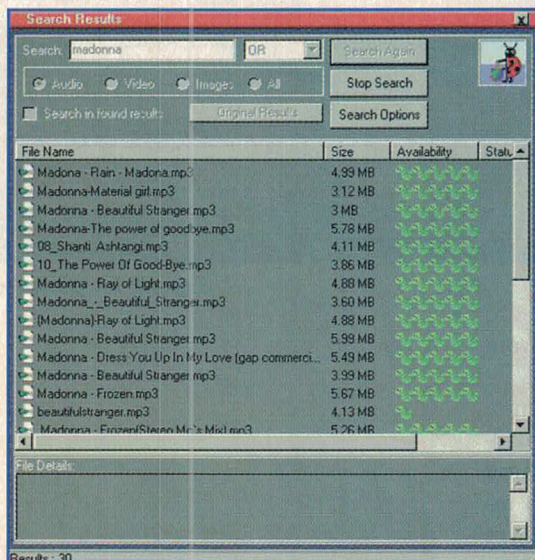 Search Results
Search: madonna OR Search Again
Audio Video Images All Stop Search
Search in found results Original Results Search Options
File Name Size Availability Statu
Madona - Rain - Madona.mp3 4.99 MB
Madonna-Material girl.mp3 3.12 MB
Madonna - Beautiful Stranger.mp3 3 MB
Madonna-The power of goodbye.mp3 5.78 MB
08_Shanti Ashtangi.mp3 4.11 MB
10_The Power Of Good-Bye.mp3 3.86 MB
Madonna - Ray of Light.mp3 4.88 MB
Madonna_-_Beautiful_Stranger.mp3 3.60 MB
(Madonna)-Ray of Light.mp3 4.88 MB
Madonna - Beautiful Stranger.mp3 5.99 MB
Madonna - Dress You Up In My Love (gap commerci... 5.49 MB
Madonna - Beautiful Stranger.mp3 3.99 MB
Madonna - Frozen.mp3 5.67 MB
beautifulstranger.mp3 4.13 MB
Madonna - Frozen(Stereo Mc's Mix).mp3 5.26 MB
File Details:
Results : 30